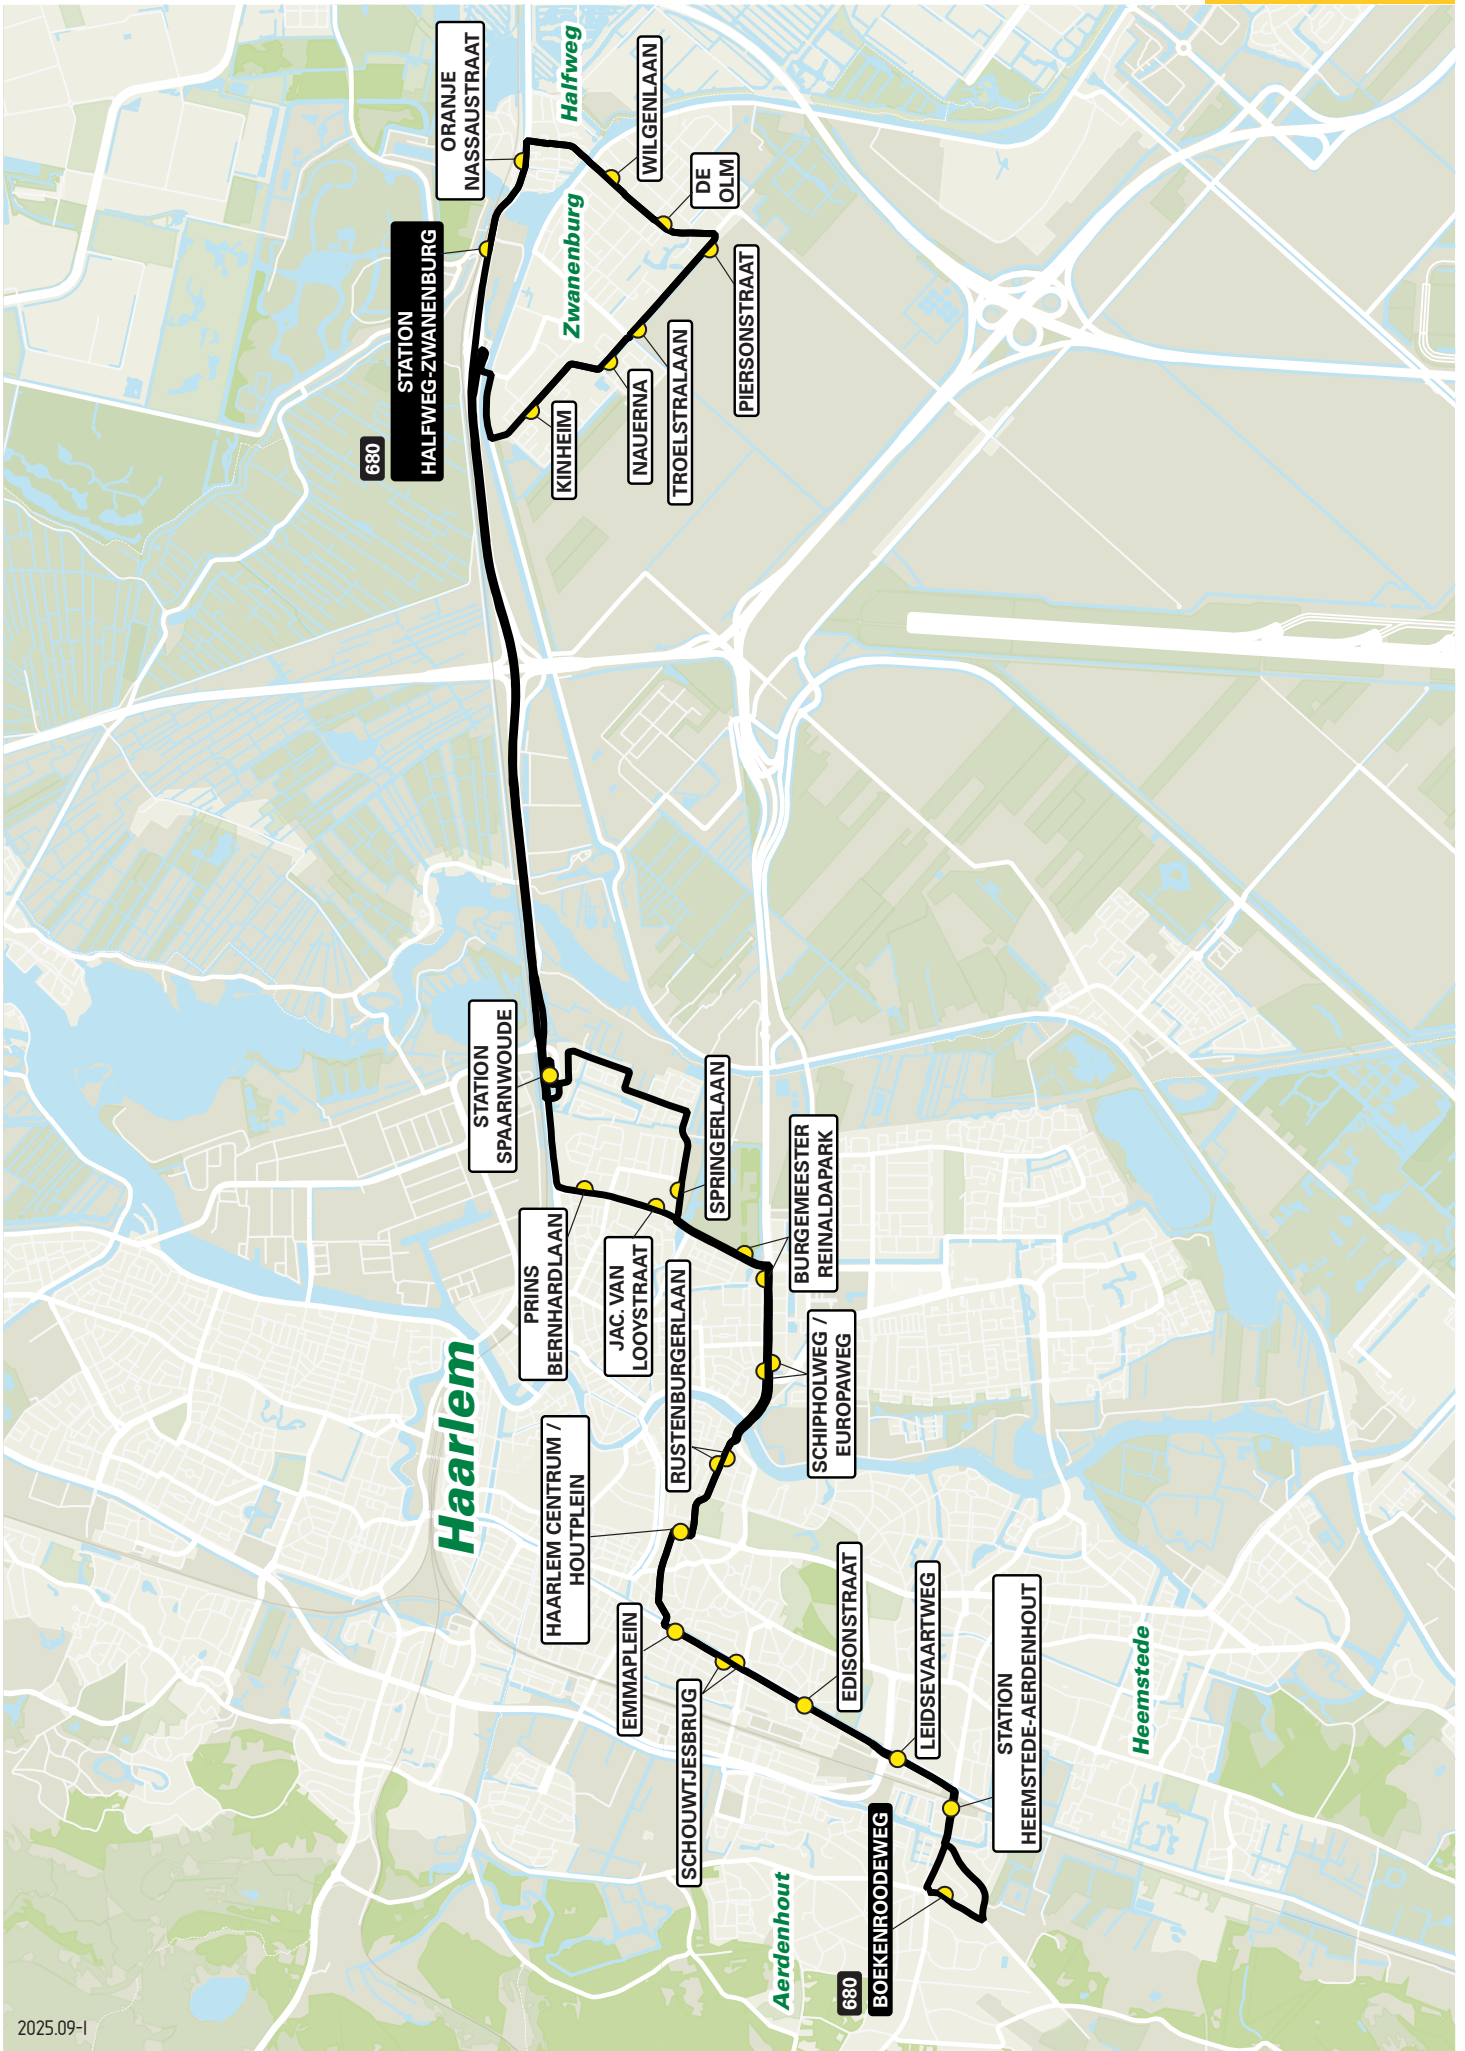 680
BOEKENRODEWEG
Aerdenhout
STATION
HEEMSTEDE-AERDENHOUT
LEIDSEVAARTWEG
Heemstede
EDISONSTRAAT
SCHOUWTJESBRUG
EMMAPLEIN
HAARLEM CENTRUM /
HOUTPLEIN
Haarlem
RUSTENBURGERLAAN
SCHIPHOLWEG /
EUROPAWEG
BURGEMEESTER
REINALDAPARK
JAC. VAN
LOOYSTRAAT
PRINS
BERNHARDLAAN
SPRINGERLAAN
STATION
SPAARNWOUDE
680
STATION
HALFWEG-ZWANENBURG
KINHEIM
NAUERNA
TROELSTRALAAN
PIERSONSTRAAT
Zwanenburg
DE
OLM
WILGENLAAN
Halfweg
ORANJE
NASSAUSTRAAT
2025.09-I